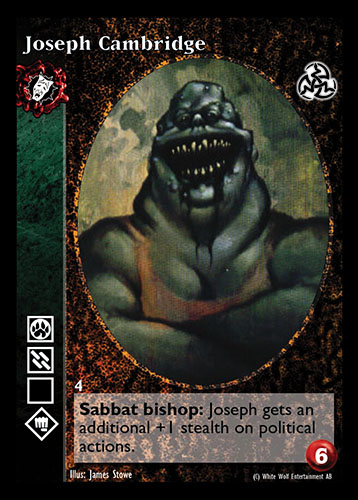 Joseph Cambridge
4
Sabbat bishop: Joseph gets an
additional +1 stealth on political
actions.
6
Illus: James Stowe
(C) White Wolf Entertainment AB